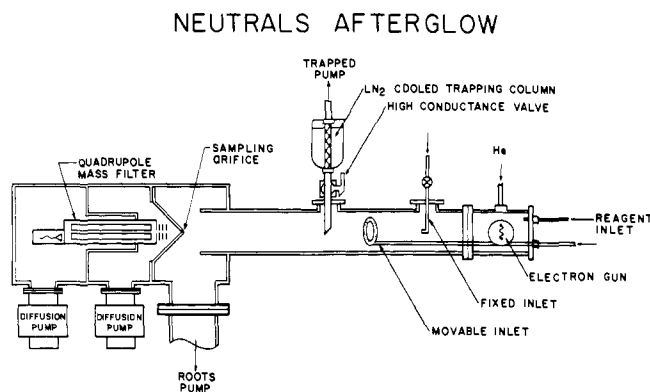 NEUTRALS AFTERGLOW
TRAPPED
PUMP
LN2 COOLED TRAPPING COLUMN
HIGH CONDUCTANCE VALVE
SAMPLING
ORIFICE
QUADRUPOLE
MASS FILTER
He
REAGENT
INLET
ELECTRON GUN
FIXED INLET
MOVABLE INLET
DIFFUSION
PUMP
DIFFUSION
PUMP
ROOTS
PUMP